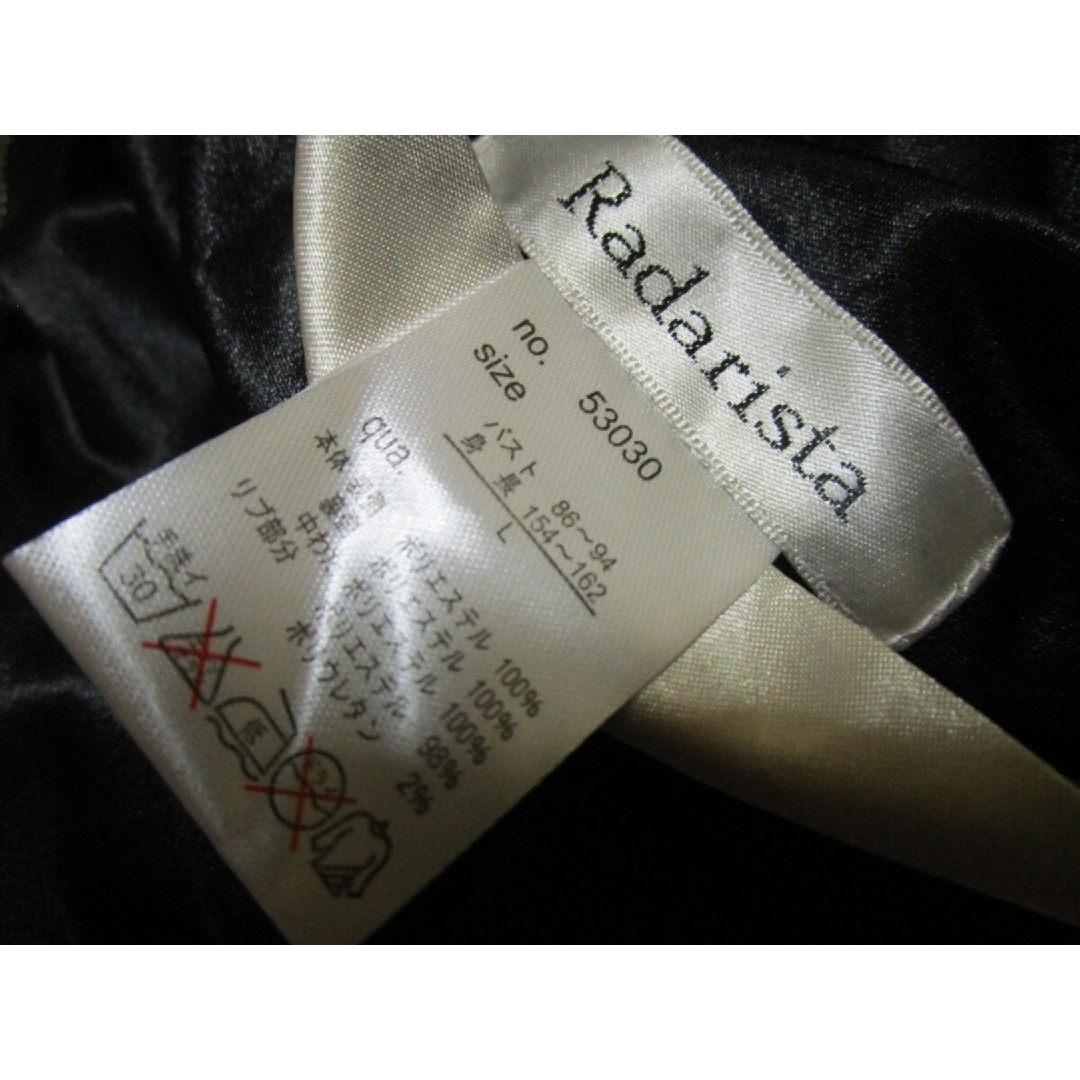 Radarista
no. 53030
size
バスト 86~94
身長 154~162
L
qua
本体 ポリエステル 100%
ポリエステル 100%
中わ ポリエステル 100%
リブ部分 ポリエステル 98%
ポリウレタン 2%
手洗イ
30
低